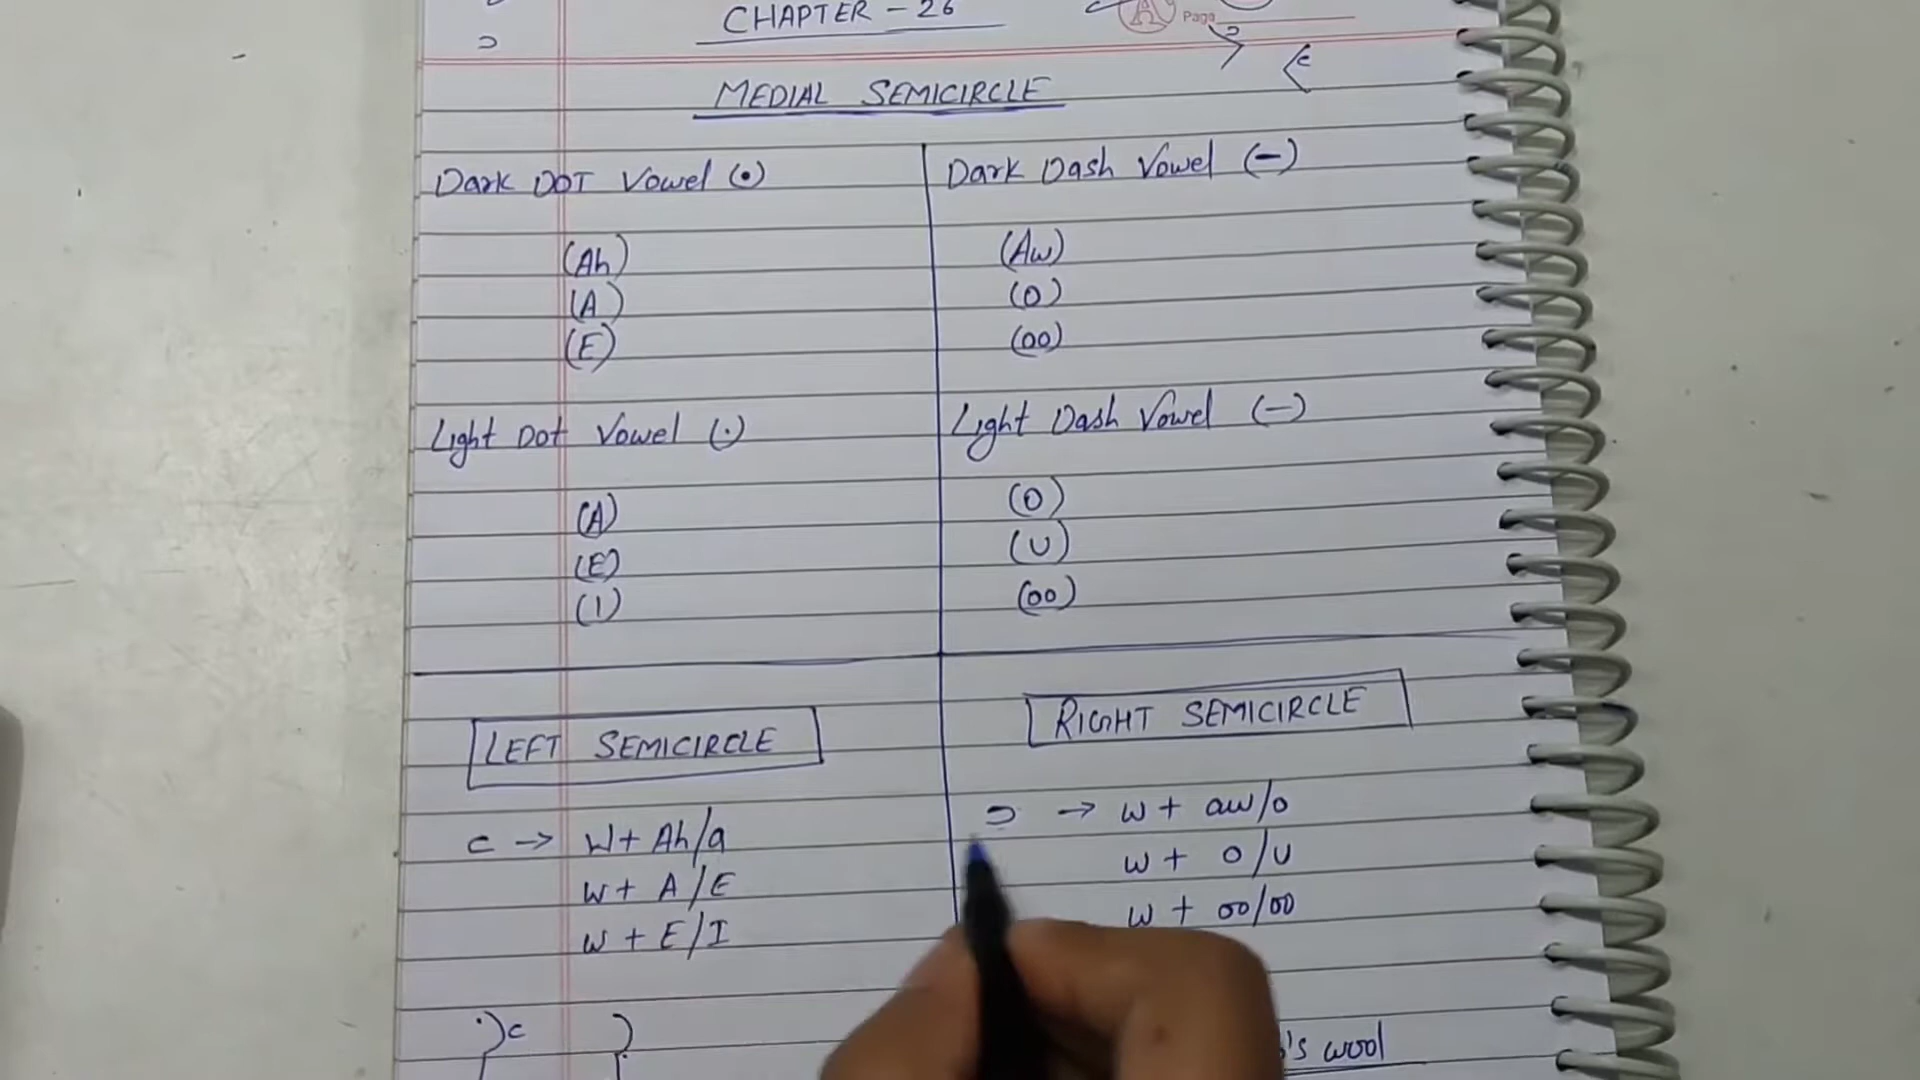 CHAPTER - 26
Page
MEDIAL SEMICIRCLE
Dark DOT Vowel (•)
(Ah)
(A)
(E)
Dark Dash Vowel (-)
(Aw)
(O)
(oo)
Light Dot Vowel (.)
(A)
(E)
(I)
Light Dash Vowel (-)
(O)
(U)
(oo)
LEFT SEMICIRCLE
c → W + Ah/a
w + A/E
w + E/I
RIGHT SEMICIRCLE
⊃ → w + aw/o
w + o/u
w + oo/oo
's wool